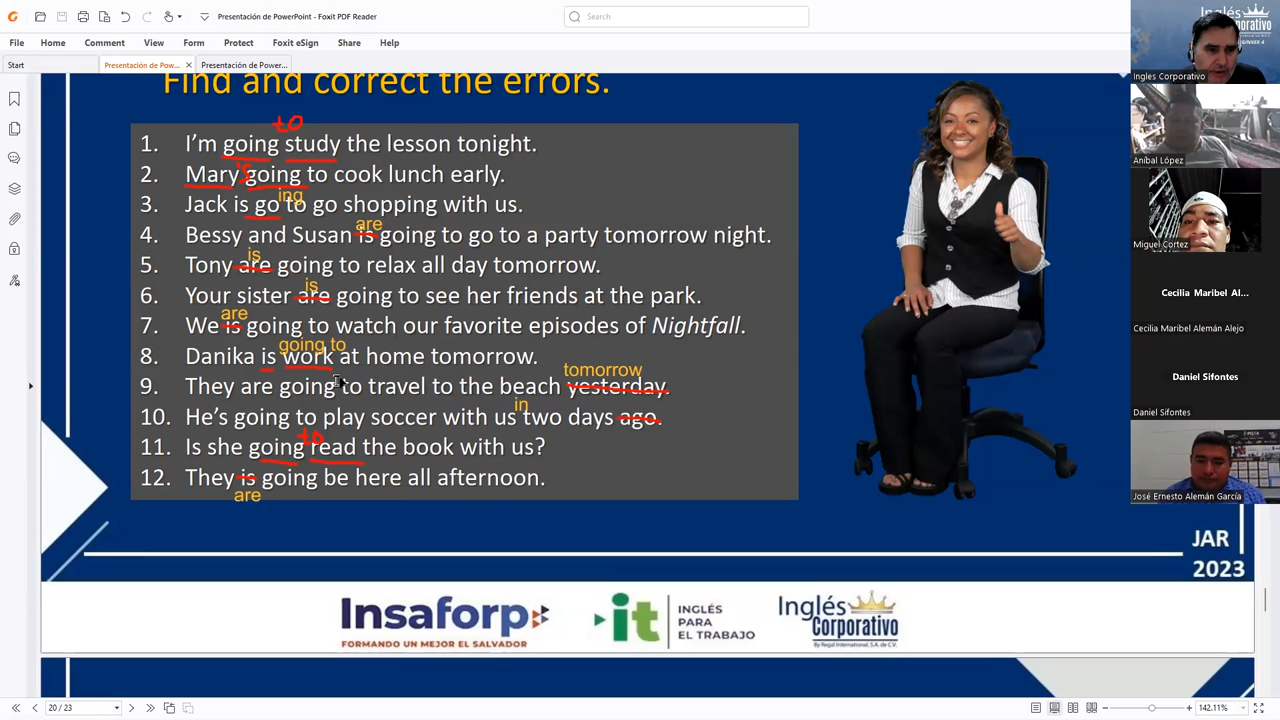 Presentación de PowerPoint - Foxit PDF Reader
Search
File Home Comment View Form Protect Foxit eSign Share Help
Start Presentación de Pow... × Presentación de Power...
Find and correct the errors.
to
1. I'm going study the lesson tonight.
's
2. Mary going to cook lunch early.
ing
3. Jack is go to go shopping with us.
are
4. Bessy and Susan is going to go to a party tomorrow night.
is
5. Tony are going to relax all day tomorrow.
is
6. Your sister are going to see her friends at the park.
are
7. We is going to watch our favorite episodes of Nightfall.
going to
8. Danika is work at home tomorrow.
tomorrow
9. They are going to travel to the beach yesterday.
in
10. He's going to play soccer with us two days ago.
to
11. Is she going read the book with us?
12. They is going be here all afternoon.
are
JAR
2023
Insaforp
FORMANDO UN MEJOR EL SALVADOR
it
INGLÉS
PARA
EL TRABAJO
Inglés
Corporativo
By Regal International, S.A. de C.V.
20 / 23
142.11%
Inglés
Corporativo
Ingles Corporativo
Aníbal López
Miguel Cortez
Cecilia Maribel Al...
Cecilia Maribel Alemán Alejo
Daniel Sifontes
Daniel Sifontes
José Ernesto Alemán García